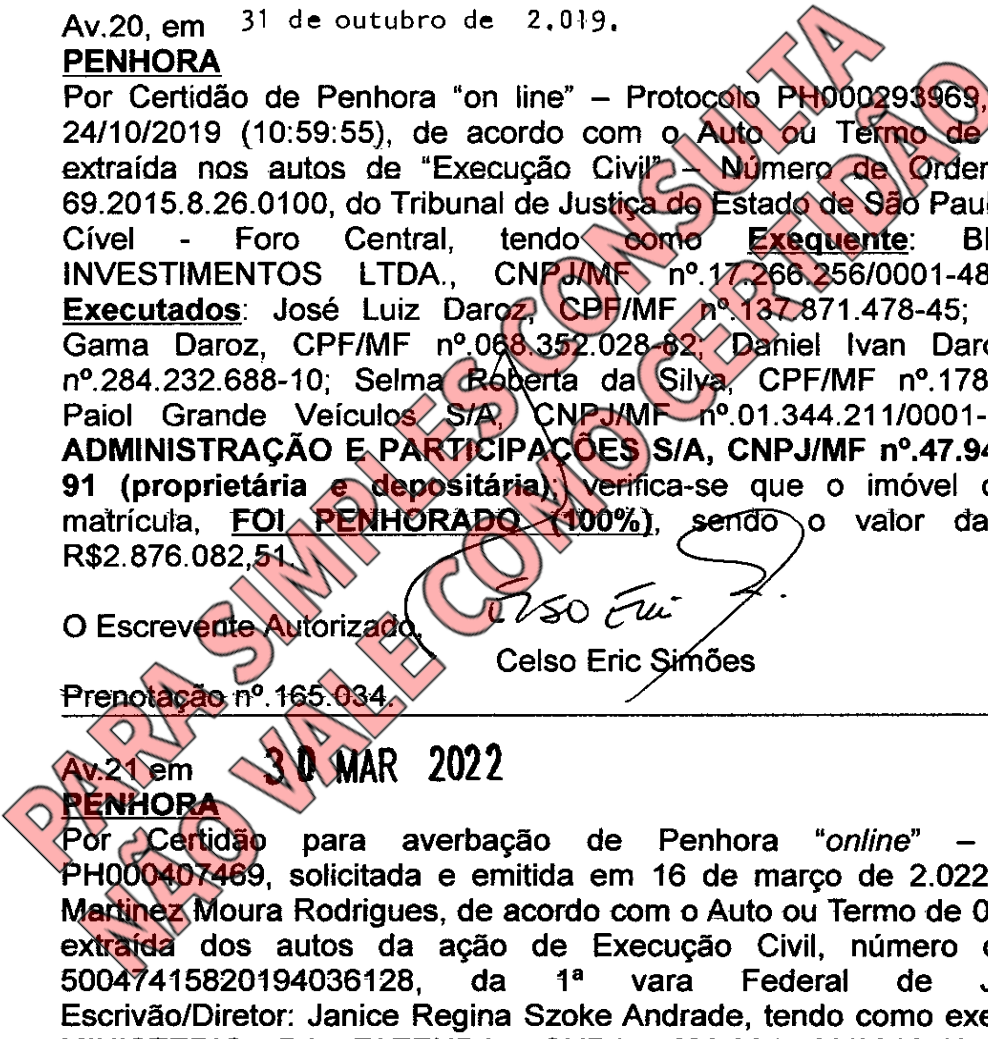 Av.20, em 31 de outubro de 2.019.
PENHORA
Por Certidão de Penhora “on line” – Protocolo PH000293969,
24/10/2019 (10:59:55), de acordo com o Auto ou Termo de
extraída nos autos de “Execução Civil” – Número de Order
69.2015.8.26.0100, do Tribunal de Justiça do Estado de São Paul
Cível - Foro Central, tendo como Exequente:
INVESTIMENTOS LTDA., CNPJ/MF nº.17.266.256/0001-48
Executados: José Luiz Daroz, CPF/MF nº.137.871.478-45;
Gama Daroz, CPF/MF nº.068.352.028-82; Daniel Ivan Daro
nº.284.232.688-10; Selma Roberta da Silva, CPF/MF nº.178
Paiol Grande Veículos S/A, CNPJ/MF nº.01.344.211/0001-
ADMINISTRAÇÃO E PARTICIPAÇÕES S/A, CNPJ/MF nº.47.94
91 (proprietária e depositária); verifica-se que o imóvel
matrícula, FOI PENHORADO (100%), sendo o valor da
R$2.876.082,51.
O Escrevente Autorizado,
Celso Eric Simões
Prenotação nº.165.034.
Av.21 em 30 MAR 2022
PENHORA
Por Certidão para averbação de Penhora “online” –
PH000407469, solicitada e emitida em 16 de março de 2.022
Martinez Moura Rodrigues, de acordo com o Auto ou Termo de 0
extraída dos autos da ação de Execução Civil, número
50047415820194036128, da 1ª vara Federal de J
Escrivão/Diretor: Janice Regina Szoke Andrade, tendo como exe
PARA SIMPLES CONSULTA
NÃO VALE COMO CERTIDÃO